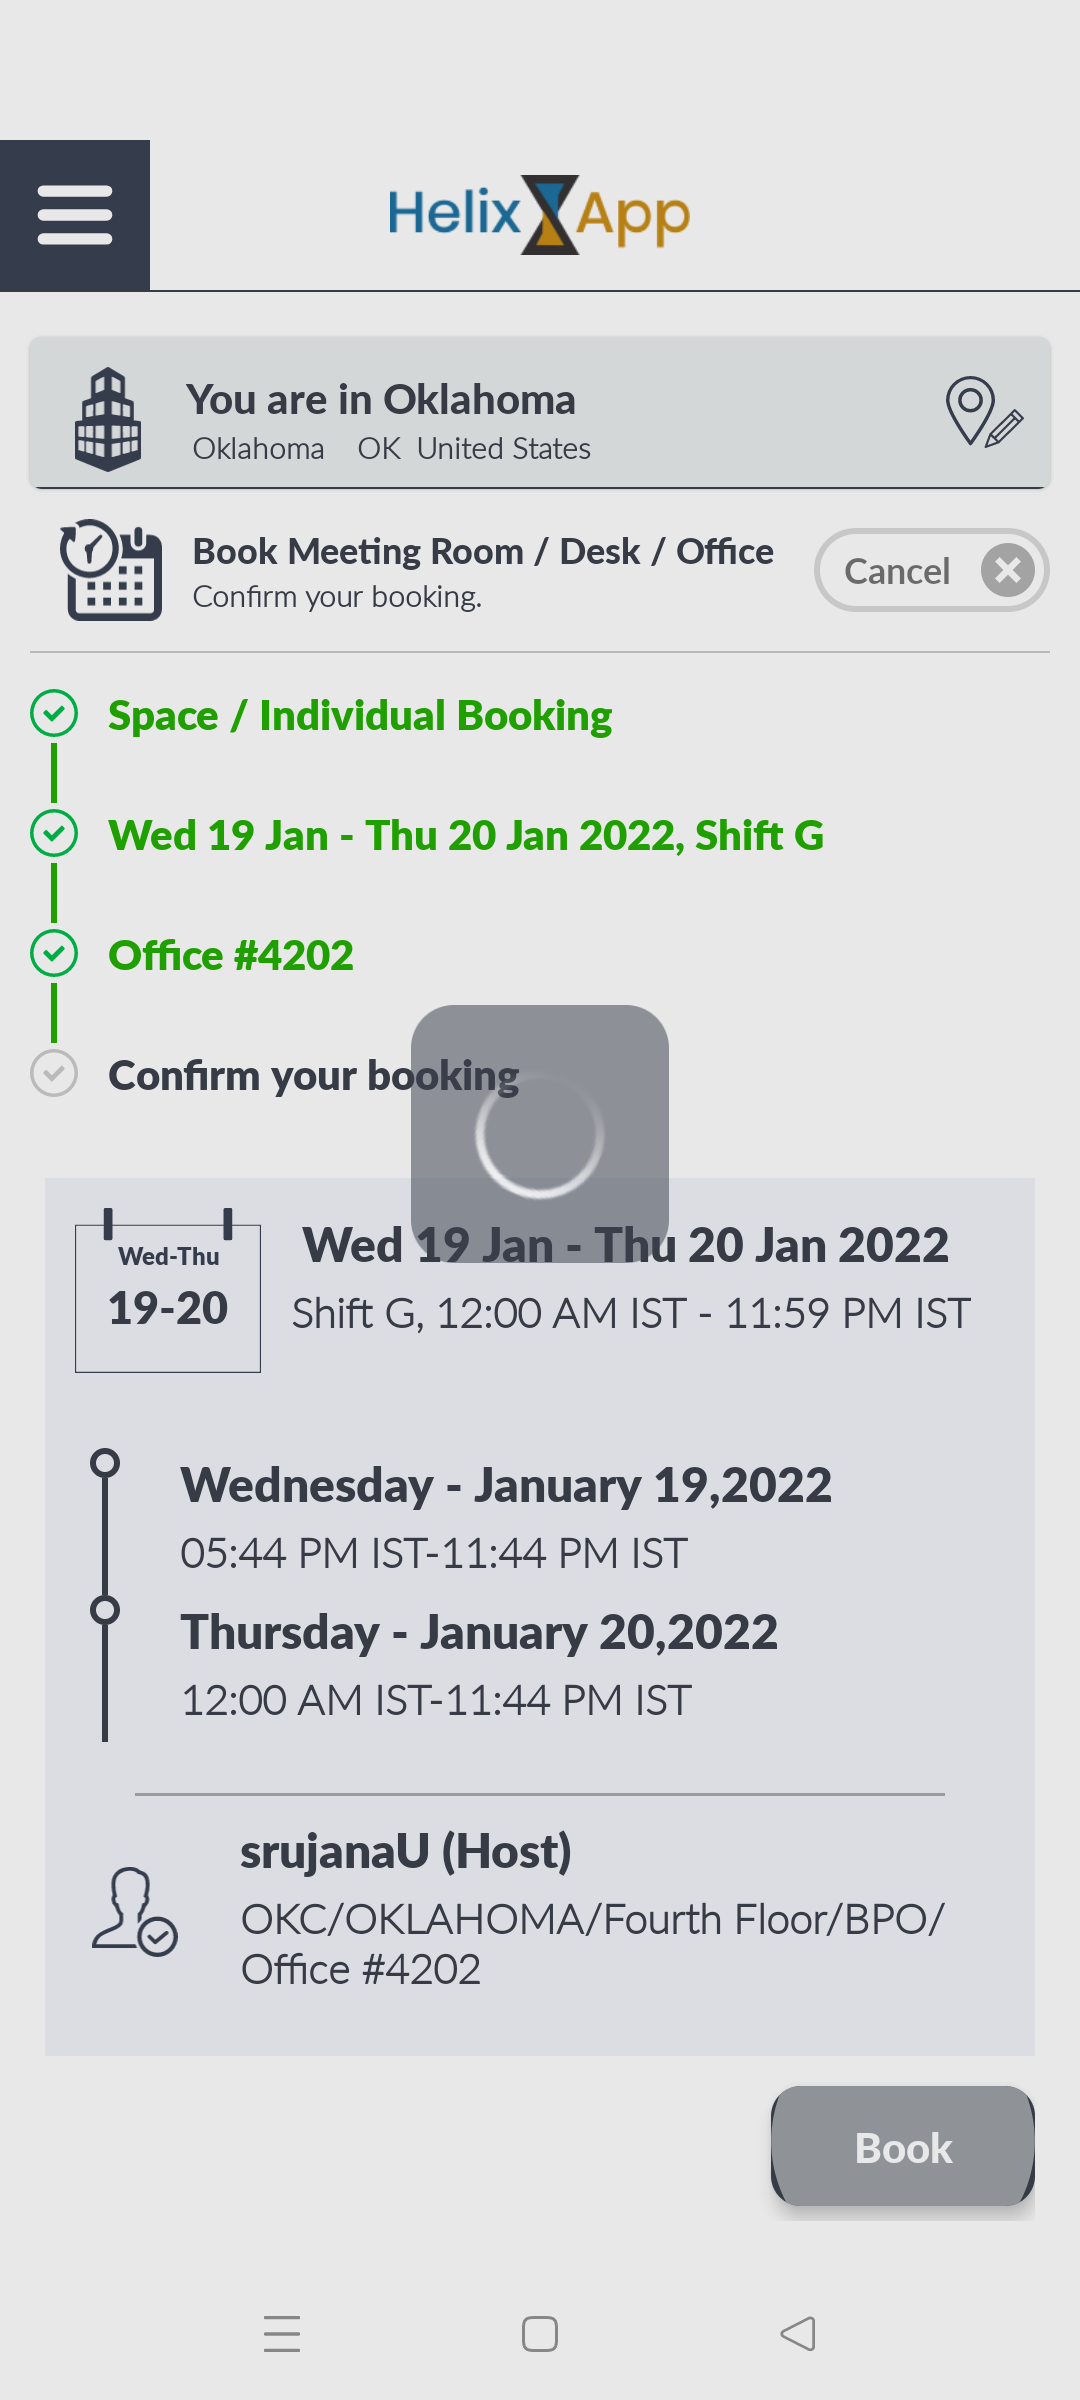 HelixApp
You are in Oklahoma
Oklahoma OK United States
Book Meeting Room / Desk / Office
Confirm your booking.
Cancel
Space / Individual Booking
Wed 19 Jan - Thu 20 Jan 2022, Shift G
Office #4202
Confirm your booking
Wed-Thu
19-20
Wed 19 Jan - Thu 20 Jan 2022
Shift G, 12:00 AM IST - 11:59 PM IST
Wednesday - January 19,2022
05:44 PM IST-11:44 PM IST
Thursday - January 20,2022
12:00 AM IST-11:44 PM IST
srujanaU (Host)
OKC/OKLAHOMA/Fourth Floor/BPO/
Office #4202
Book